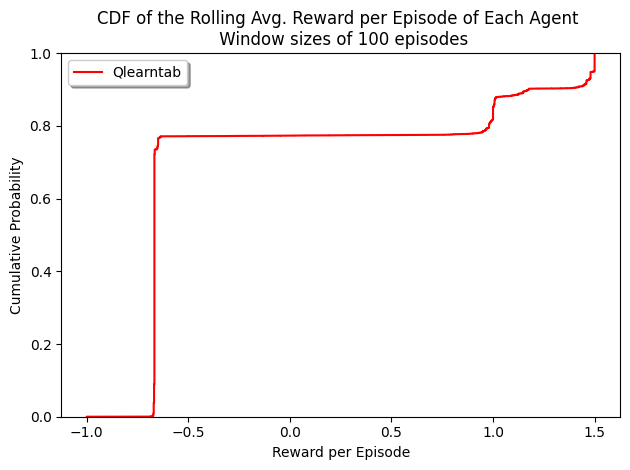 CDF of the Rolling Avg. Reward per Episode of Each Agent
Window sizes of 100 episodes
Qlearntab
1.0
0.8
0.6
0.4
0.2
0.0
Cumulative Probability
−1.0 −0.5 0.0 0.5 1.0 1.5
Reward per Episode